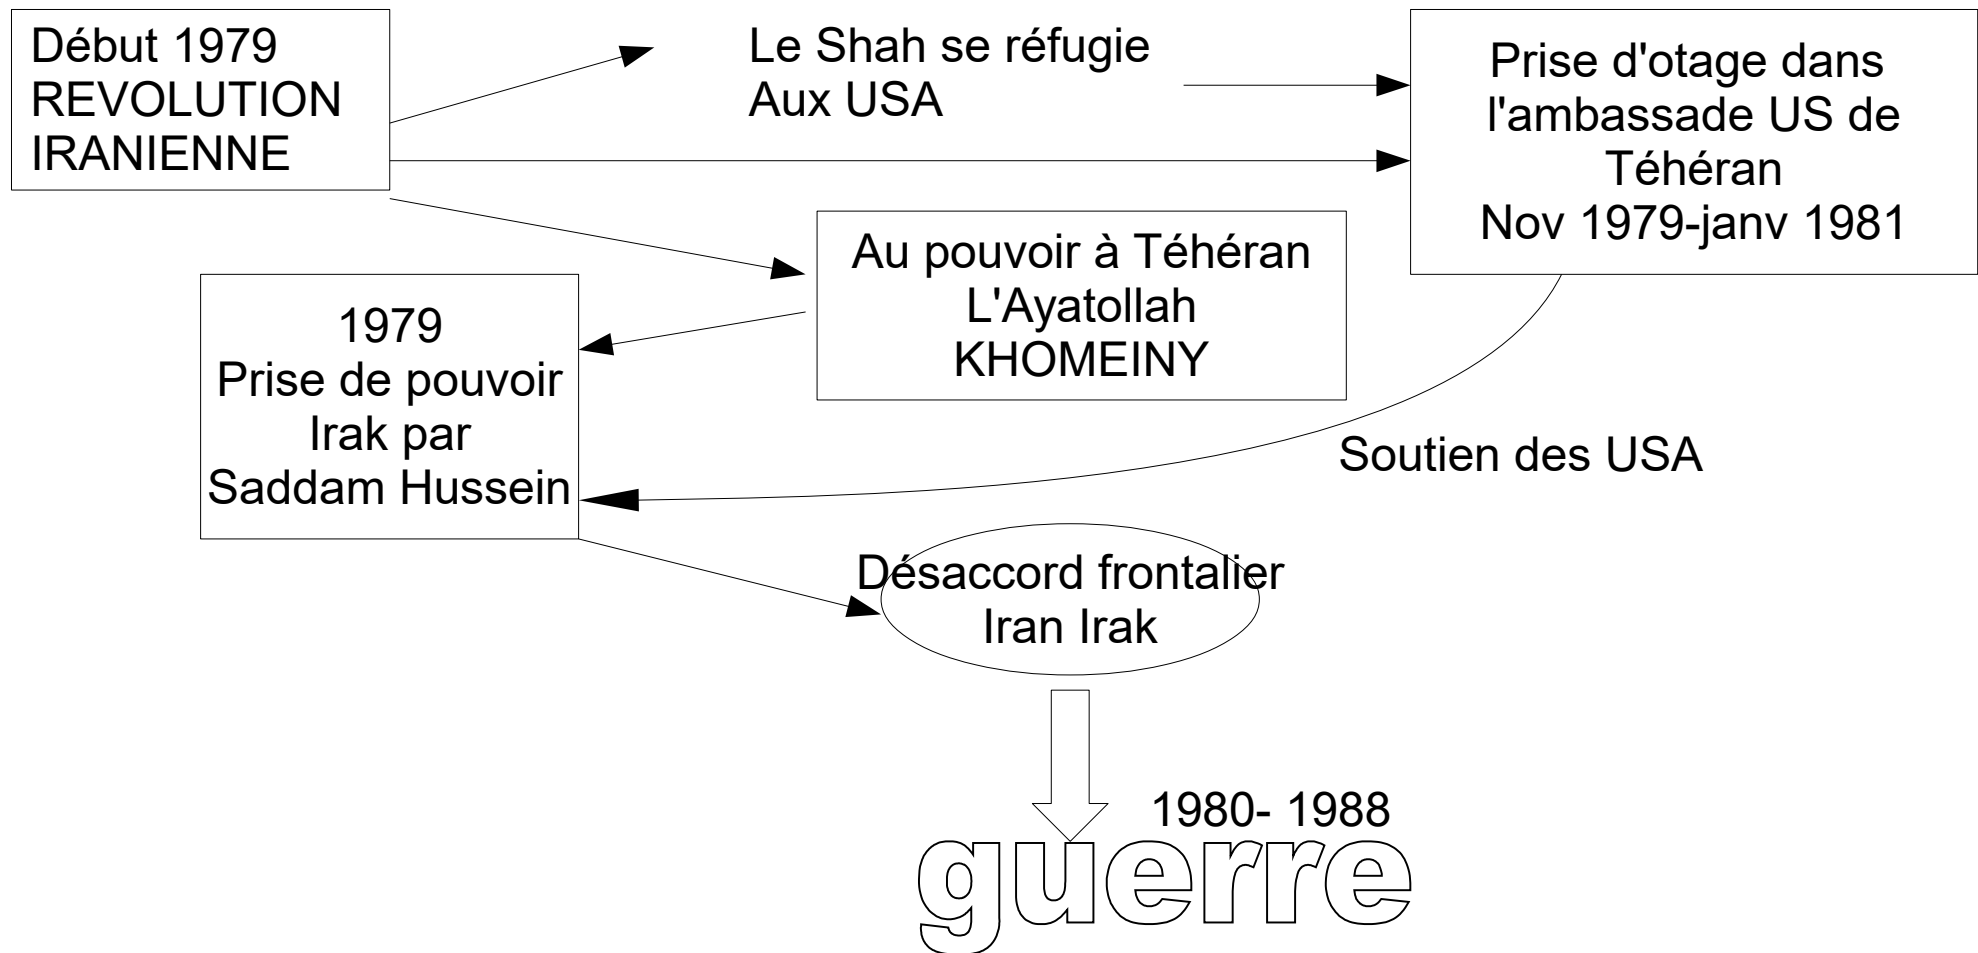 Début 1979
REVOLUTION
IRANIENNE
Le Shah se réfugie
Aux USA
Prise d'otage dans
l'ambassade US de
Téhéran
Nov 1979-janv 1981
Au pouvoir à Téhéran
L'Ayatollah
KHOMEINY
1979
Prise de pouvoir
Irak par
Saddam Hussein
Soutien des USA
Désaccord frontalier
Iran Irak
1980- 1988
guerre